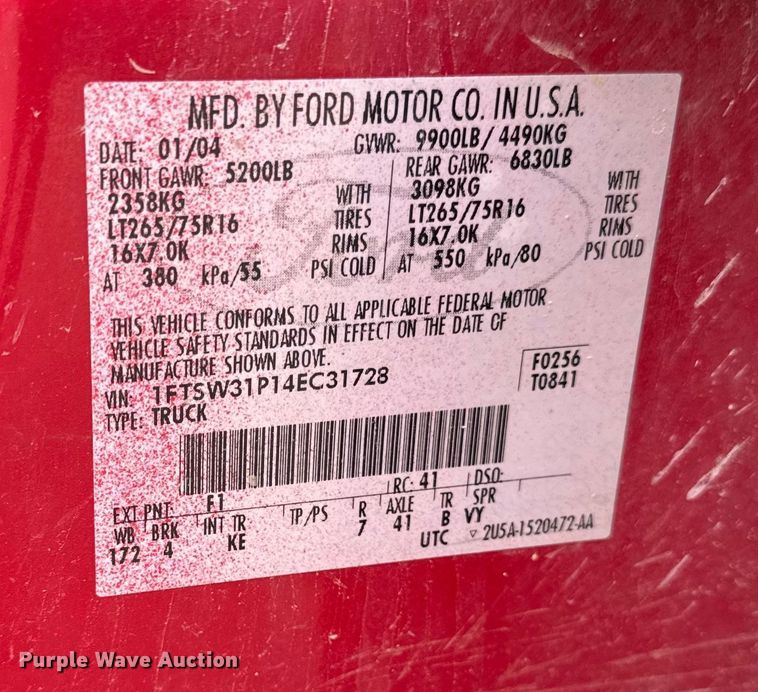 MFD. BY FORD MOTOR CO. IN U.S.A.
DATE: 01/04 GVWR: 9900LB/ 4490KG
FRONT GAWR: 5200LB REAR GAWR: 6830LB
2358KG WITH 3098KG WITH
LT265/75R16 TIRES LT265/75R16 TIRES
16X7.0K RIMS 16X7.0K RIMS
AT 380 kPa/55 PSI COLD AT 550 kPa/80 PSI COLD
Ford
THIS VEHICLE CONFORMS TO ALL APPLICABLE FEDERAL MOTOR
VEHICLE SAFETY STANDARDS IN EFFECT ON THE DATE OF
MANUFACTURE SHOWN ABOVE.
VIN: 1FTSW31P14EC31728 F0256
TYPE: TRUCK T0841
EXT PNT: F1 RC: 41 DSO:
WB BRK INT TR TP/PS R AXLE TR SPR
172 4 KE 7 41 B VY
UTC ▽ 2U5A-1520472-AA
Purple Wave Auction